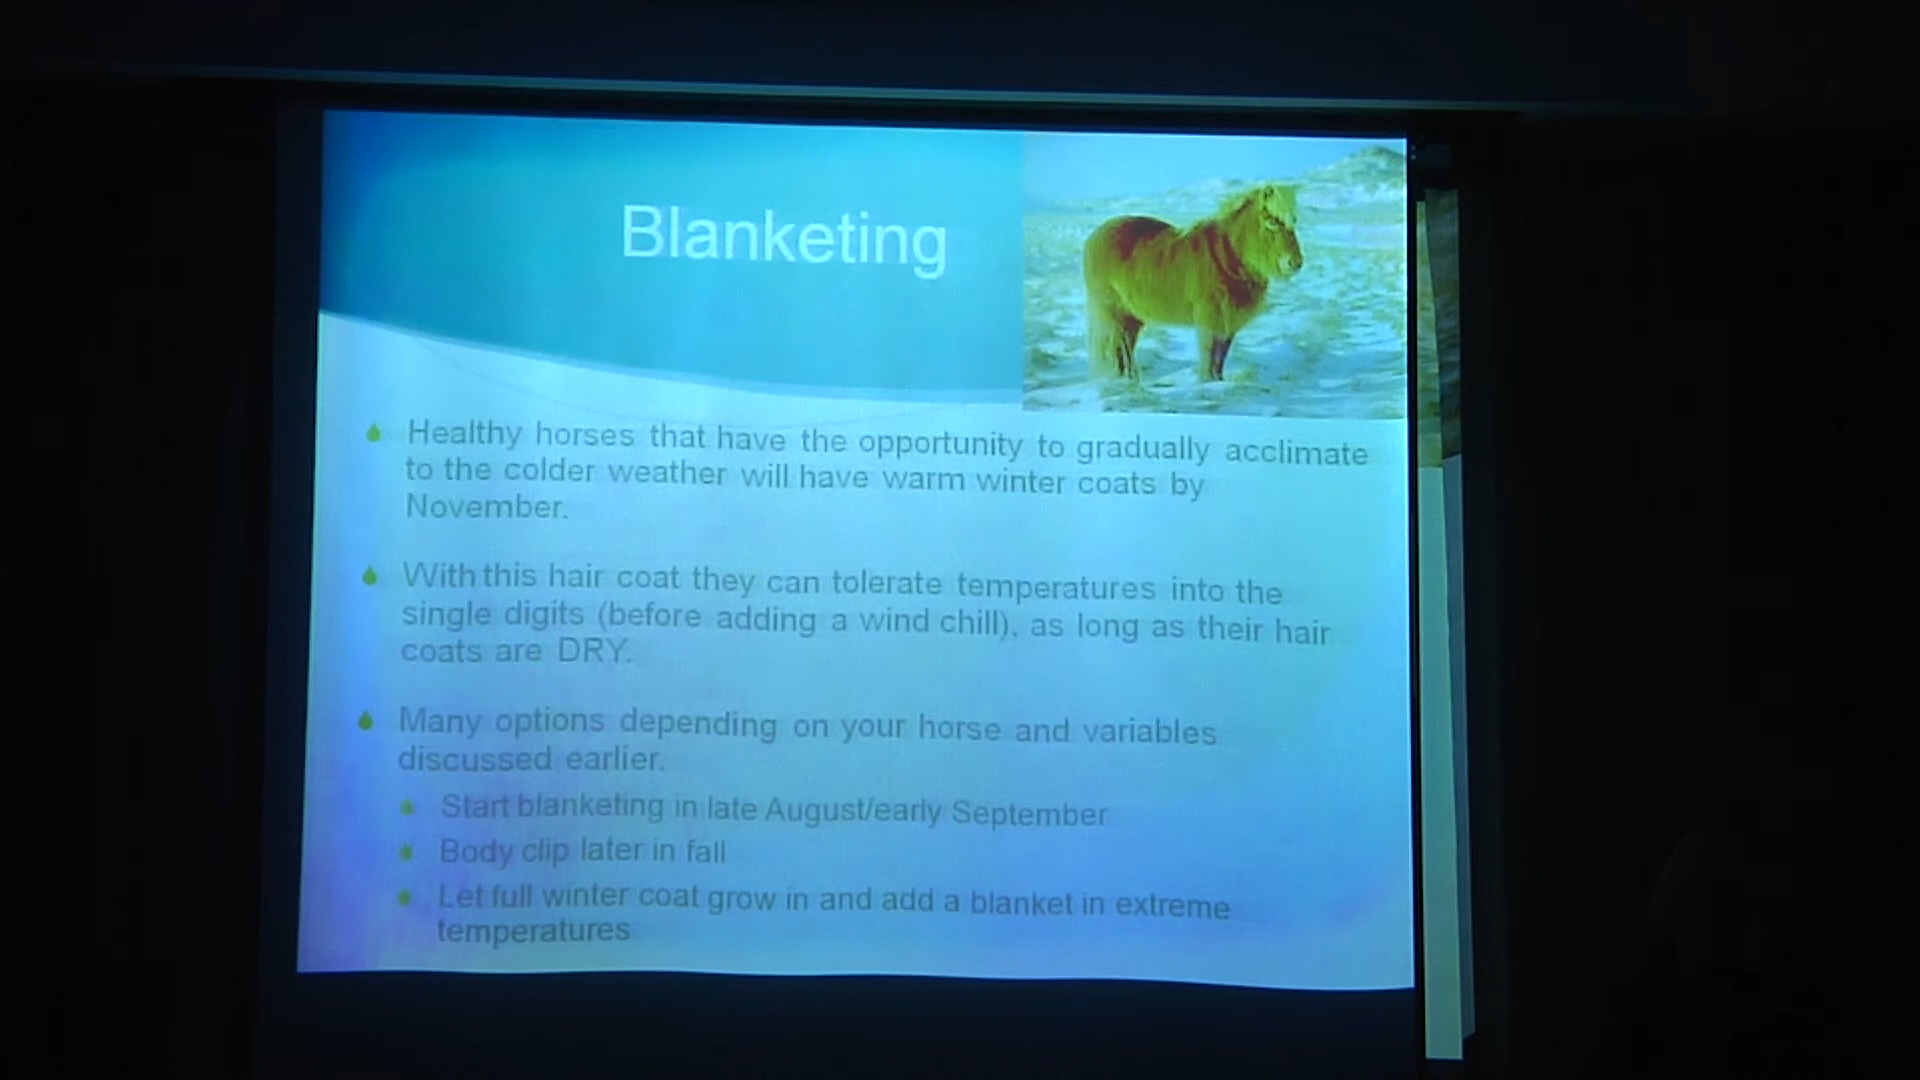 Blanketing
Healthy horses that have the opportunity to gradually acclimate
to the colder weather will have warm winter coats by
November.
With this hair coat they can tolerate temperatures into the
single digits (before adding a wind chill), as long as their hair
coats are DRY.
Many options depending on your horse and variables
discussed earlier.
Start blanketing in late August/early September
Body clip later in fall
Let full winter coat grow in and add a blanket in extreme
temperatures